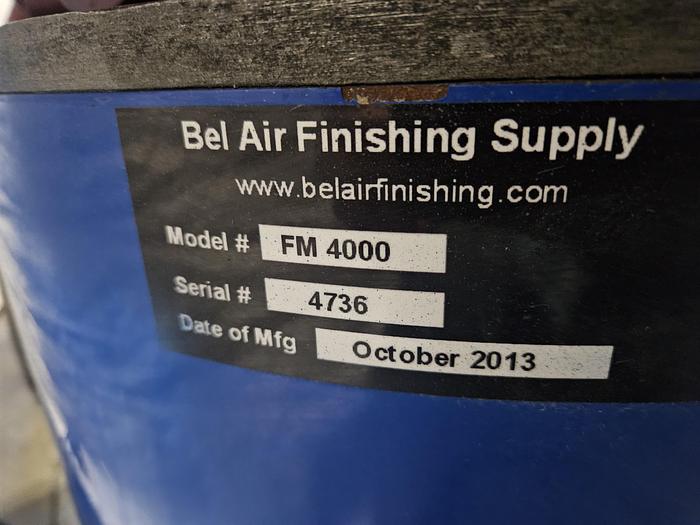 Bel Air Finishing Supply
www.belairfinishing.com
Model # FM 4000
Serial # 4736
Date of Mfg October 2013